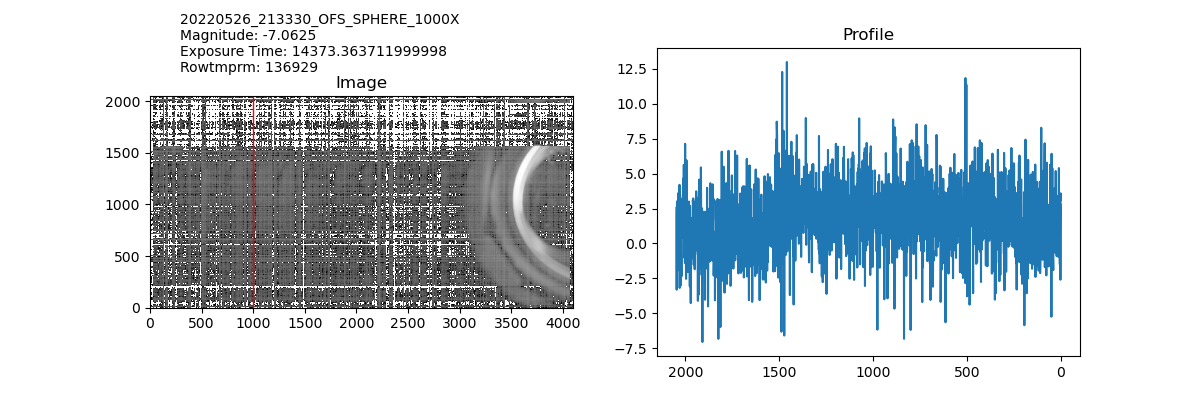 20220526_213330_OFS_SPHERE_1000X
Magnitude: -7.0625
Exposure Time: 14373.363711999998
Rowtmprm: 136929
Image
2000
1500
1000
500
0
0 500 1000 1500 2000 2500 3000 3500 4000
Profile
12.5
10.0
7.5
5.0
2.5
0.0
−2.5
−5.0
−7.5
2000 1500 1000 500 0